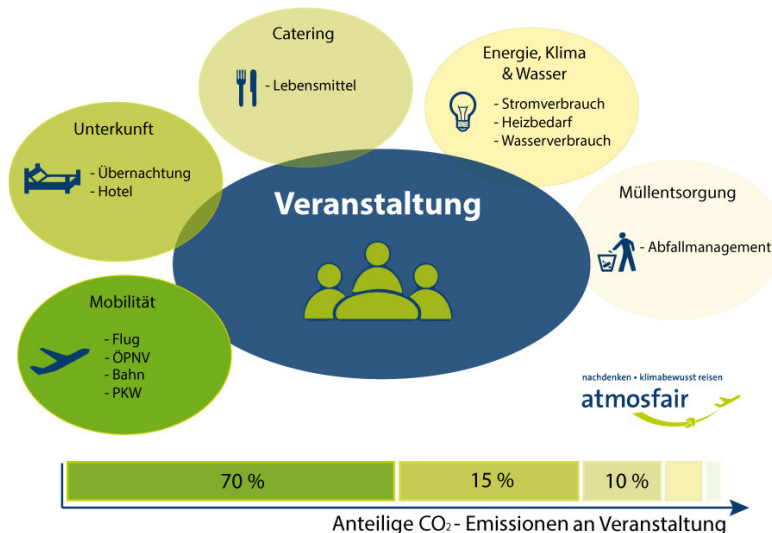 Catering
- Lebensmittel
Energie, Klima
& Wasser
- Stromverbrauch
- Heizbedarf
- Wasserverbrauch
Unterkunft
- Übernachtung
- Hotel
Veranstaltung
Müllentsorgung
- Abfallmanagement
Mobilität
- Flug
- ÖPNV
- Bahn
- PKW
nachdenken • klimabewusst reisen
atmosfair
70 %
15 %
10 %
Anteilige CO₂ - Emissionen an Veranstaltung